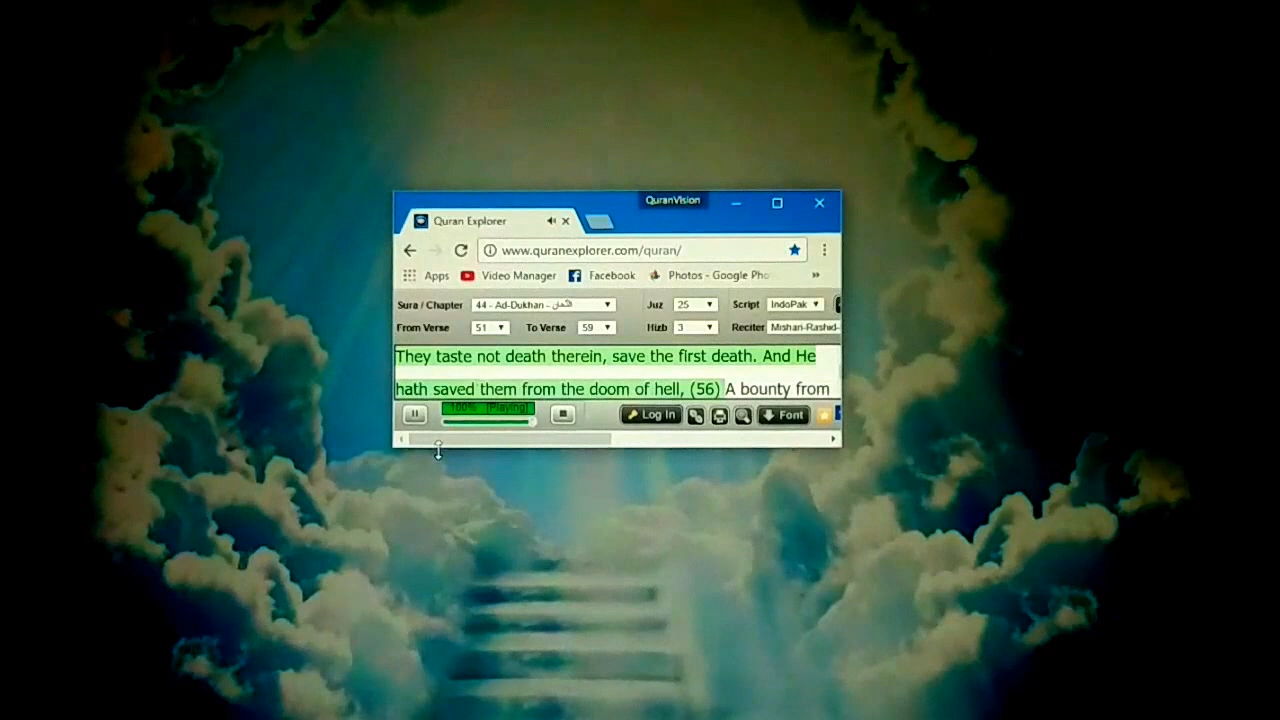 QuranVision
Quran Explorer
www.quranexplorer.com/quran/
Apps Video Manager Facebook Photos - Google Pho »
Sura / Chapter 44 - Ad-Dukhan - الدخان Juz 25 Script IndoPak
From Verse 51 To Verse 59 Hizb 3 Reciter Mishari-Rashid-
They taste not death therein, save the first death. And He
hath saved them from the doom of hell, (56) A bounty from
100% [Playing] Log In Font